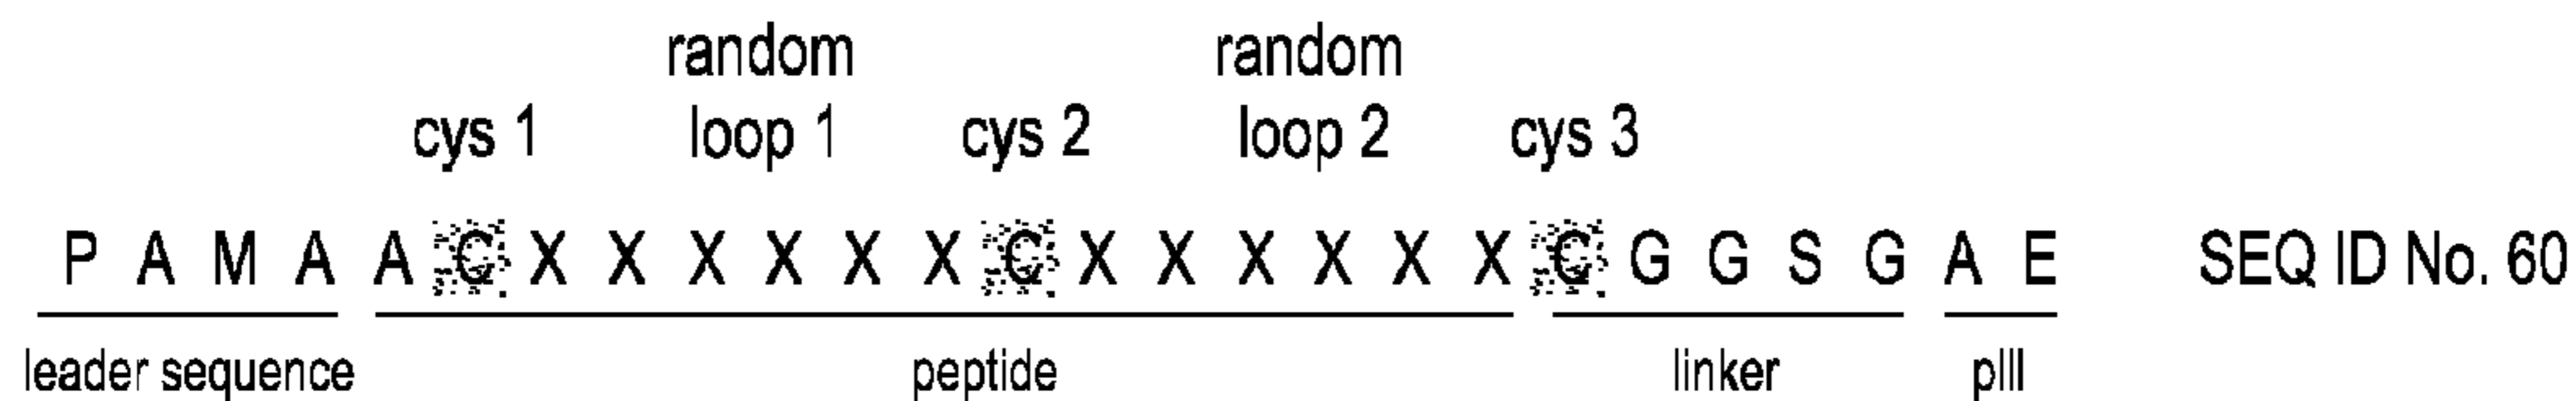 random random
cys 1 loop 1 cys 2 loop 2 cys 3
P A M A A C X X X X X X C X X X X X X C G G S G A E SEQ ID No. 60
leader sequence peptide linker pIII